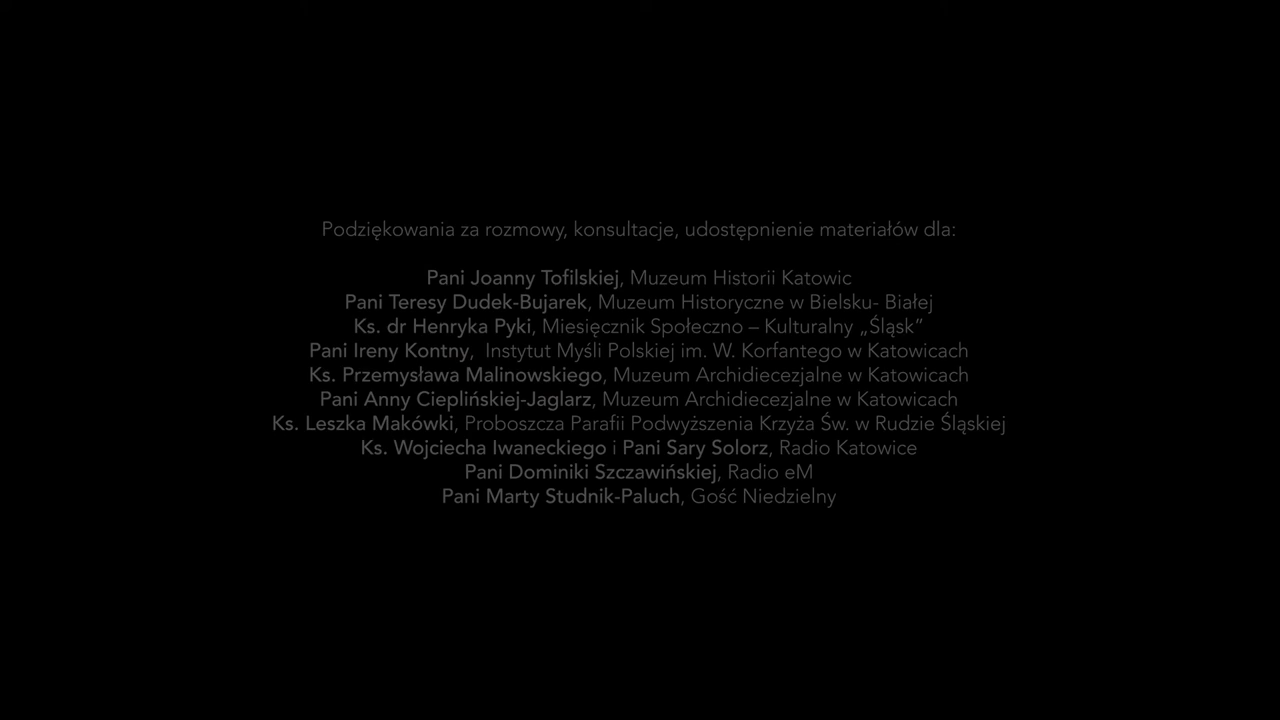 Podziękowania za rozmowy, konsultacje, udostępnienie materiałów dla:
Pani Joanny Tofilskiej, Muzeum Historii Katowic
Pani Teresy Dudek-Bujarek, Muzeum Historyczne w Bielsku- Białej
Ks. dr Henryka Pyki, Miesięcznik Społeczno – Kulturalny „Śląsk”
Pani Ireny Kontny, Instytut Myśli Polskiej im. W. Korfantego w Katowicach
Ks. Przemysława Malinowskiego, Muzeum Archidiecezjalne w Katowicach
Pani Anny Cieplińskiej-Jaglarz, Muzeum Archidiecezjalne w Katowicach
Ks. Leszka Makówki, Proboszcza Parafii Podwyższenia Krzyża Św. w Rudzie Śląskiej
Ks. Wojciecha Iwaneckiego i Pani Sary Solorz, Radio Katowice
Pani Dominiki Szczawińskiej, Radio eM
Pani Marty Studnik-Paluch, Gość Niedzielny